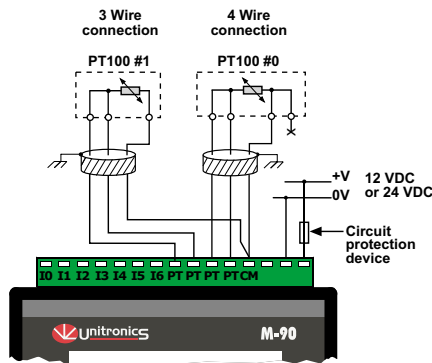 3 Wire
connection
4 Wire
connection
PT100 #1
PT100 #0
+V
0V
12 VDC
or 24 VDC
Circuit
protection
device
I0 I1 I2 I3 I4 I5 I6 PT PT PT PT CM
Unitronics
M-90